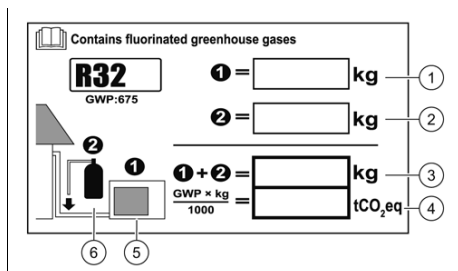 Contains fluorinated greenhouse gases
R32
GWP:675
❶= kg ①
❷= kg ②
❶+❷= kg ③
GWP × kg
1000
= tCO₂eq ④
❷
❶
⑥ ⑤